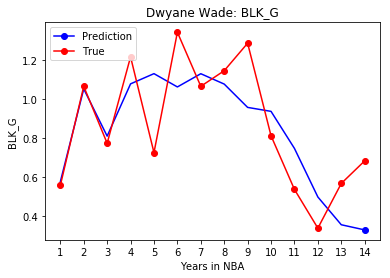 Dwyane Wade: BLK_G
Prediction
True
1.2
1.0
0.8
0.6
0.4
BLK_G
1 2 3 4 5 6 7 8 9 10 11 12 13 14
Years in NBA